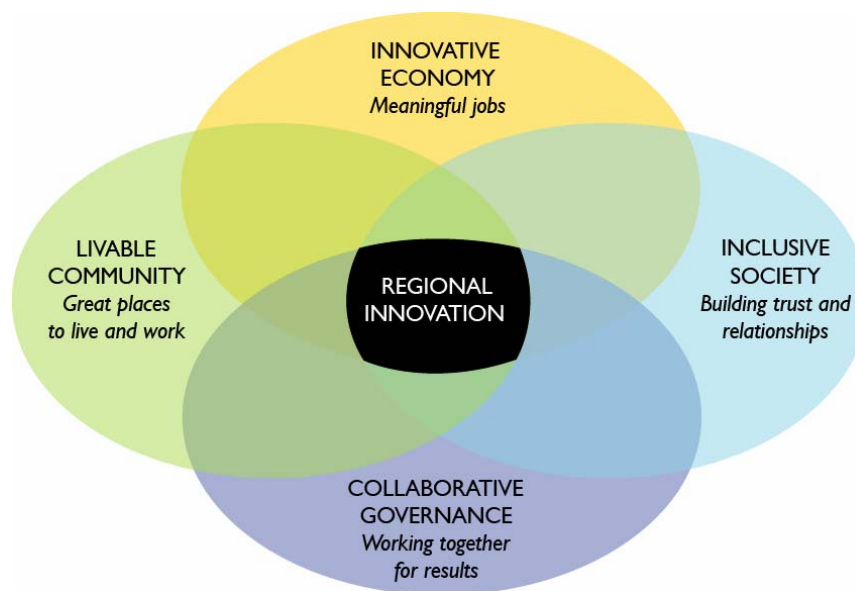 INNOVATIVE
ECONOMY
Meaningful jobs
LIVABLE
COMMUNITY
Great places
to live and work
REGIONAL
INNOVATION
INCLUSIVE
SOCIETY
Building trust and
relationships
COLLABORATIVE
GOVERNANCE
Working together
for results